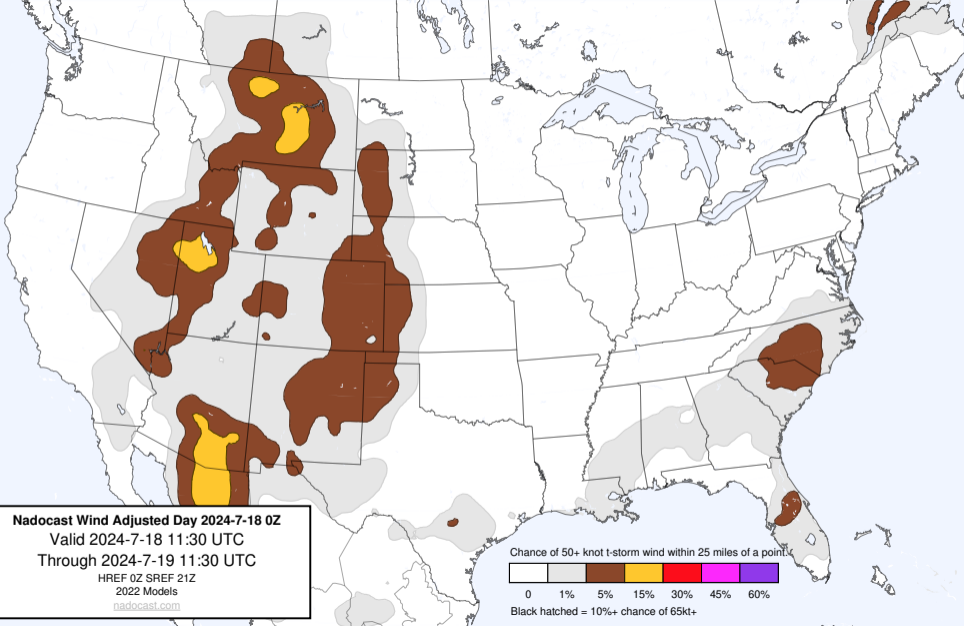 Nadocast Wind Adjusted Day 2024-7-18 0Z
Valid 2024-7-18 11:30 UTC
Through 2024-7-19 11:30 UTC
HREF 0Z SREF 21Z
2022 Models
nadocast.com
Chance of 50+ knot t-storm wind within 25 miles of a point.
0 1% 5% 15% 30% 45% 60%
Black hatched = 10%+ chance of 65kt+